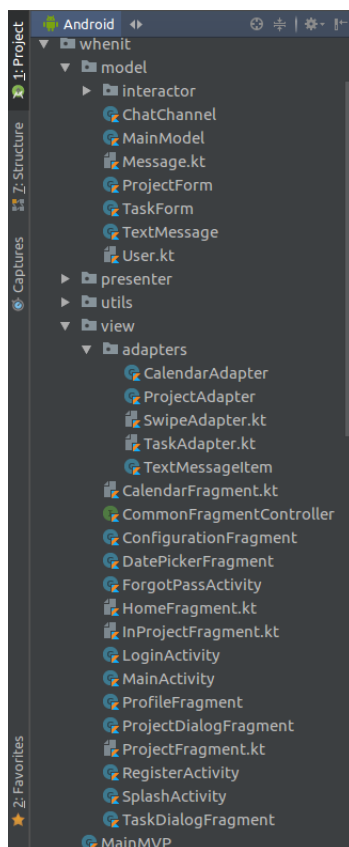 Android
1: Project
7: Structure
Captures
2: Favorites
whenit
model
interactor
ChatChannel
MainModel
Message.kt
ProjectForm
TaskForm
TextMessage
User.kt
presenter
utils
view
adapters
CalendarAdapter
ProjectAdapter
SwipeAdapter.kt
TaskAdapter.kt
TextMessageItem
CalendarFragment.kt
CommonFragmentController
ConfigurationFragment
DatePickerFragment
ForgotPassActivity
HomeFragment.kt
InProjectFragment.kt
LoginActivity
MainActivity
ProfileFragment
ProjectDialogFragment
ProjectFragment.kt
RegisterActivity
SplashActivity
TaskDialogFragment
MainMVP